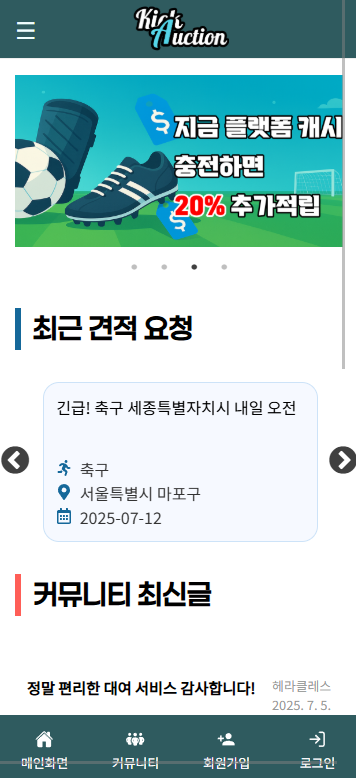 Kick
Auction
지금 플랫폼 캐시
충전하면
20% 추가적립
최근 견적 요청
긴급! 축구 세종특별자치시 내일 오전
축구
서울특별시 마포구
2025-07-12
커뮤니티 최신글
정말 편리한 대여 서비스 감사합니다!
헤라클레스
2025. 7. 5.
메인화면
커뮤니티
회원가입
로그인